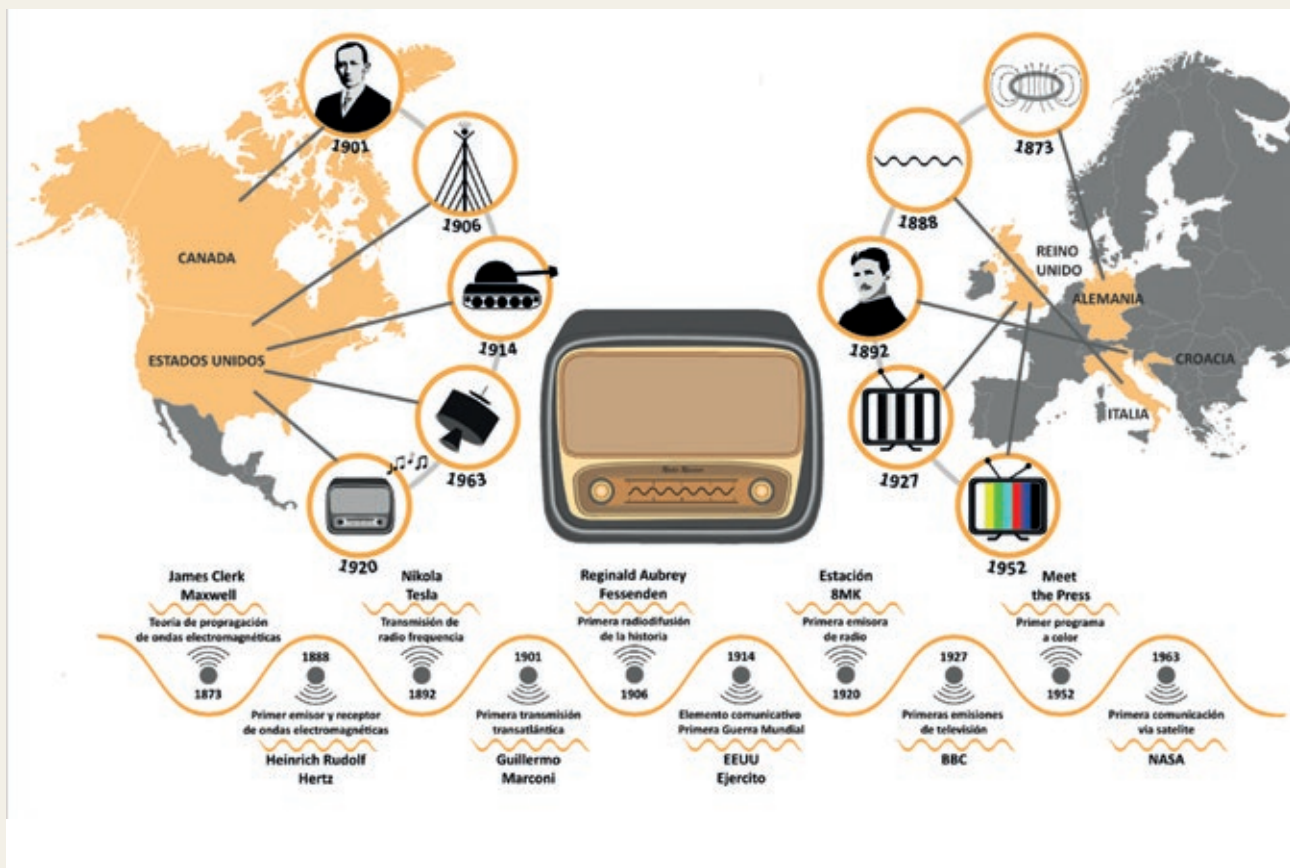 1901
1906
1914
1963
1920
CANADA
ESTADOS UNIDOS
1873
1888
1892
1927
1952
REINO
UNIDO
ALEMANIA
CROACIA
ITALIA
James Clerk
Maxwell
Teoría de propragación
de ondas electromagnéticas
1873
1888
Primer emisor y receptor
de ondas electromagnéticas
Heinrich Rudolf
Hertz
Nikola
Tesla
Transmisión de
radio frequencia
1892
1901
Primera transmisión
transatlántica
Guillermo
Marconi
Reginald Aubrey
Fessenden
Primera radiodifusión
de la historia
1906
1914
Elemento comunicativo
Primera Guerra Mundial
EEUU
Ejercito
Estación
8MK
Primera emisora
de radio
1920
1927
Primeras emisiones
de televisión
BBC
Meet
the Press
Primer programa
a color
1952
1963
Primera comunicación
via satelite
NASA